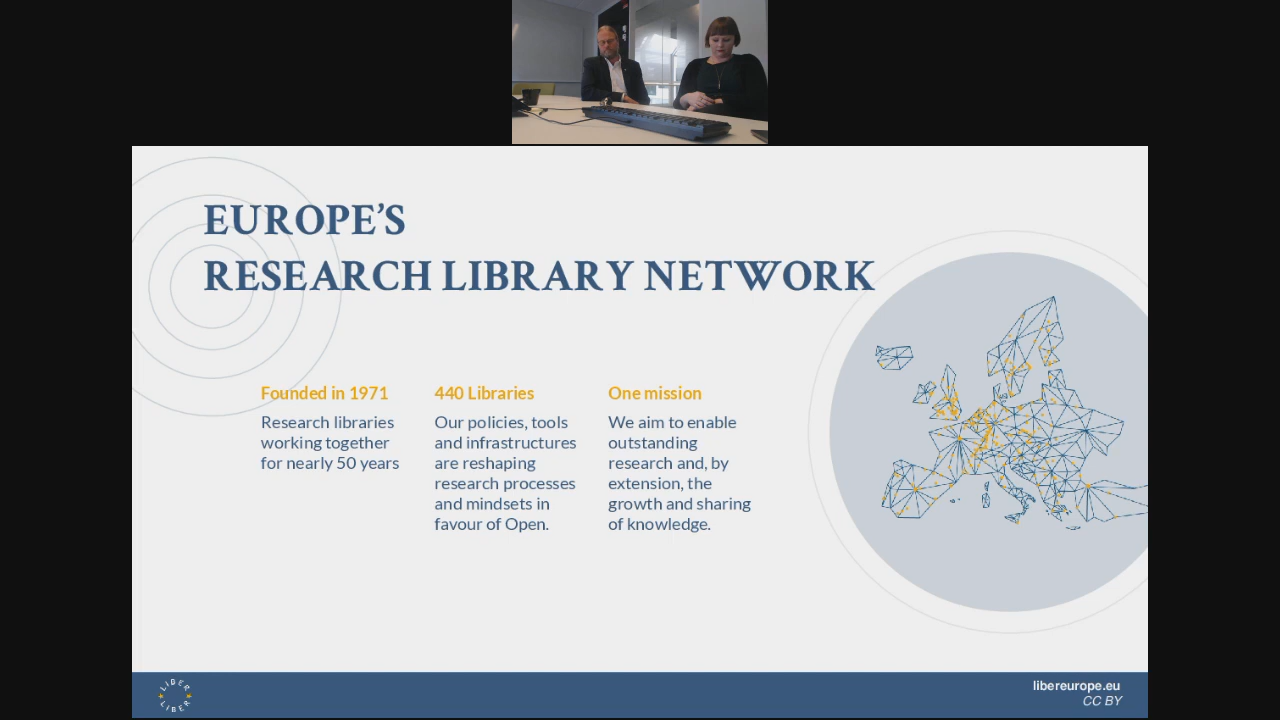 EUROPE'S
RESEARCH LIBRARY NETWORK
Founded in 1971
Research libraries
working together
for nearly 50 years
440 Libraries
Our policies, tools
and infrastructures
are reshaping
research processes
and mindsets in
favour of Open.
One mission
We aim to enable
outstanding
research and, by
extension, the
growth and sharing
of knowledge.
LIBER
LIBER
libereurope.eu
CC BY